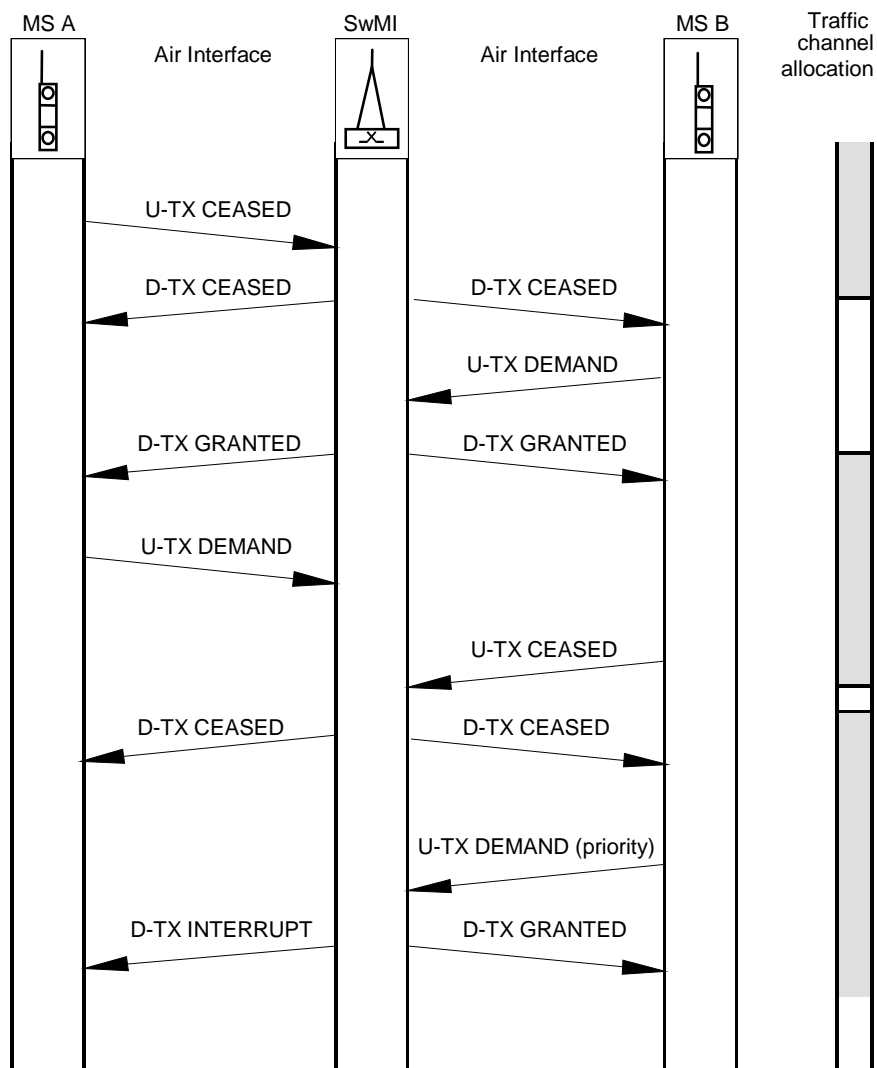 MS A
SwMI
MS B
Traffic
channel
allocation
Air Interface
Air Interface
U-TX CEASED
D-TX CEASED
D-TX CEASED
U-TX DEMAND
D-TX GRANTED
D-TX GRANTED
U-TX DEMAND
U-TX CEASED
D-TX CEASED
D-TX CEASED
U-TX DEMAND (priority)
D-TX INTERRUPT
D-TX GRANTED